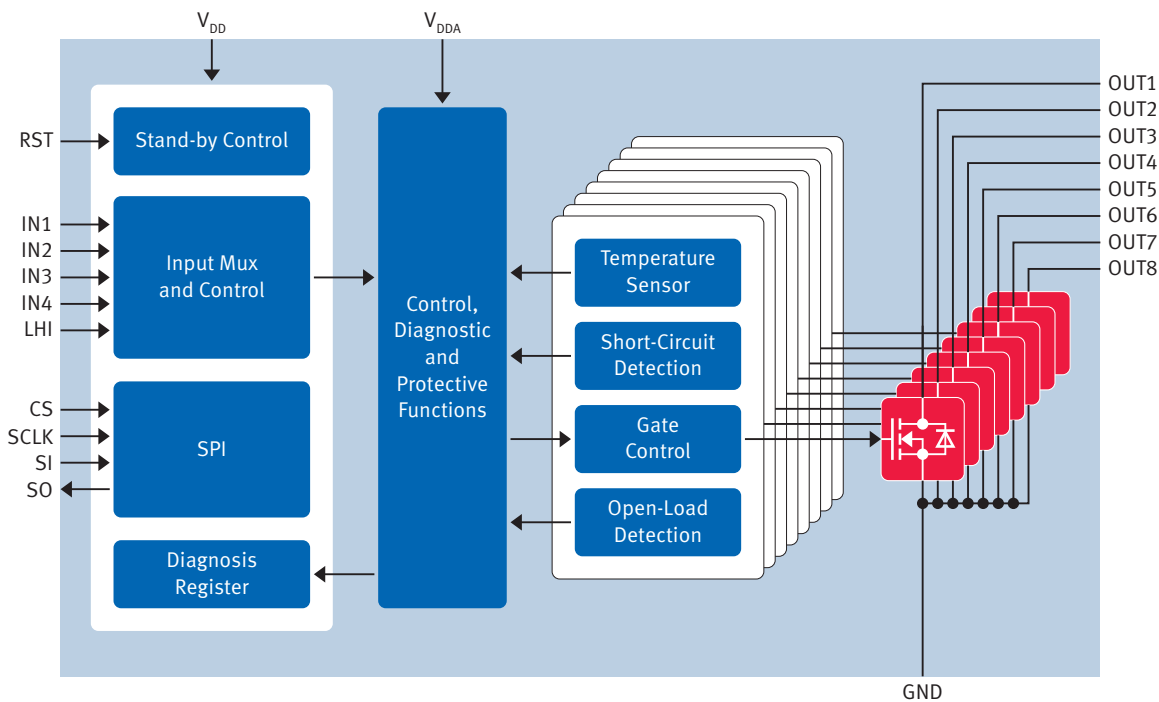 V_DD
V_DDA
RST
IN1
IN2
IN3
IN4
LHI
CS
SCLK
SI
SO
Stand-by Control
Input Mux
and Control
SPI
Diagnosis
Register
Control,
Diagnostic
and
Protective
Functions
Temperature
Sensor
Short-Circuit
Detection
Gate
Control
Open-Load
Detection
OUT1
OUT2
OUT3
OUT4
OUT5
OUT6
OUT7
OUT8
GND